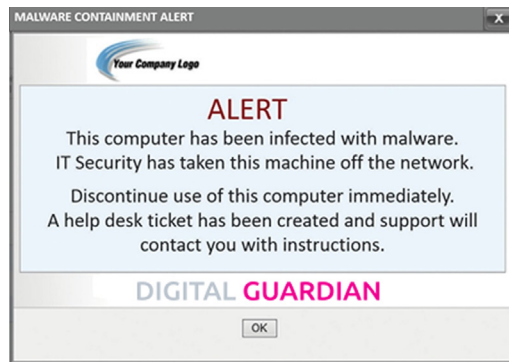 MALWARE CONTAINMENT ALERT
X
Your Company Logo
ALERT
This computer has been infected with malware.
IT Security has taken this machine off the network.
Discontinue use of this computer immediately.
A help desk ticket has been created and support will
contact you with instructions.
DIGITAL GUARDIAN
OK